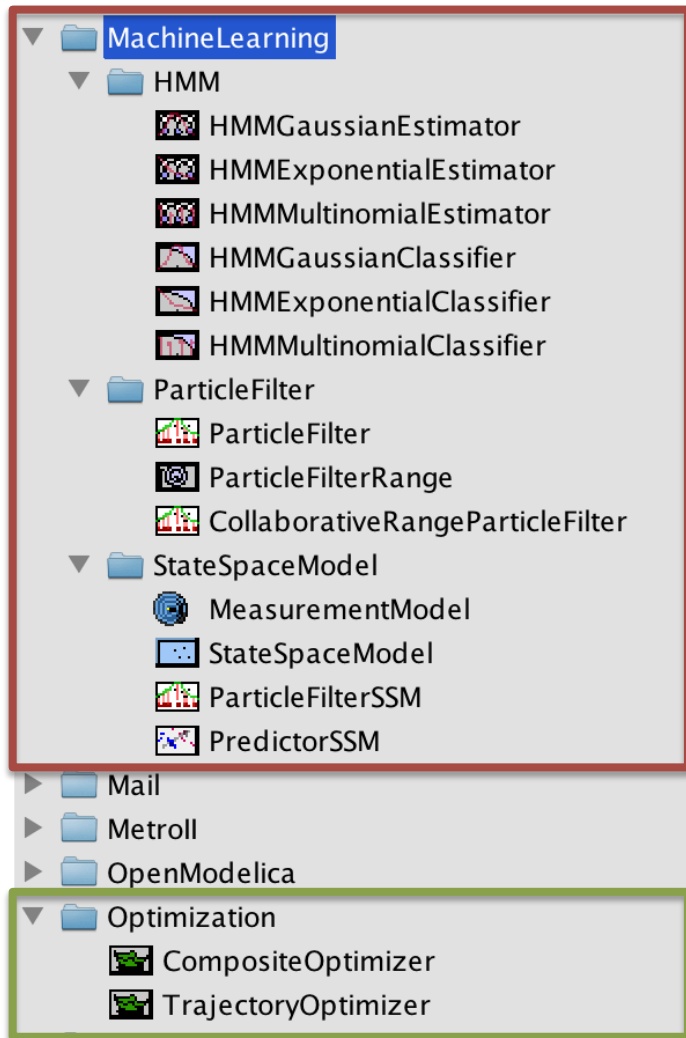 MachineLearning
HMM
HMMGaussianEstimator
HMMExponentialEstimator
HMMMultinomialEstimator
HMMGaussianClassifier
HMMExponentialClassifier
HMMMultinomialClassifier
ParticleFilter
ParticleFilter
ParticleFilterRange
CollaborativeRangeParticleFilter
StateSpaceModel
MeasurementModel
StateSpaceModel
ParticleFilterSSM
PredictorSSM
Mail
MetroII
OpenModelica
Optimization
CompositeOptimizer
TrajectoryOptimizer